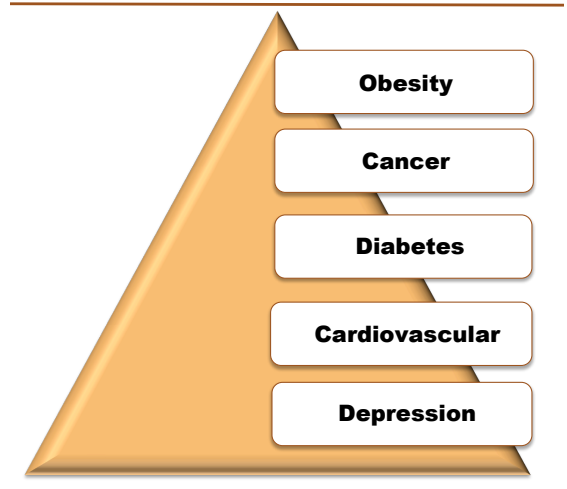 Obesity
Cancer
Diabetes
Cardiovascular
Depression